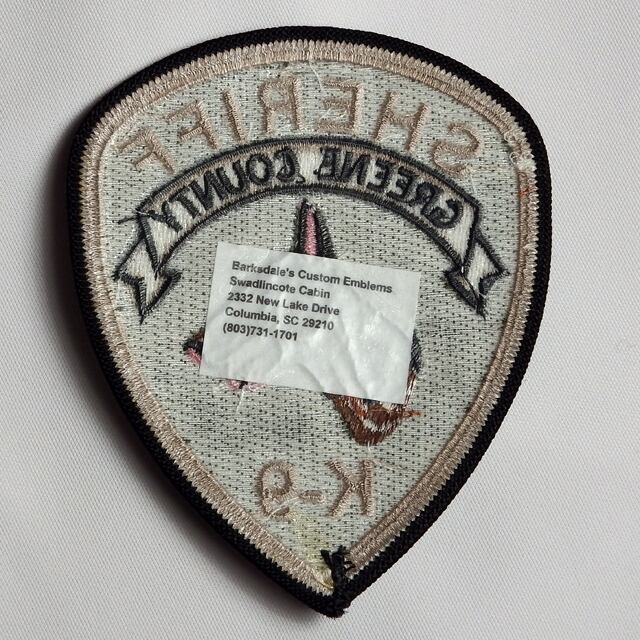 SHERIFF
GREENE COUNTY
Barksdale's Custom Emblems
Swadlincote Cabin
2332 New Lake Drive
Columbia, SC 29210
(803)731-1701
K-9